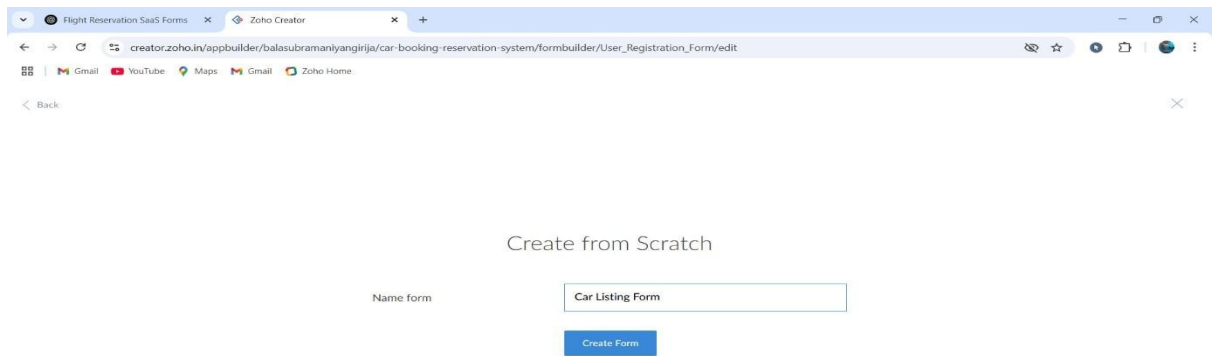 Flight Reservation SaaS Forms
Zoho Creator
creator.zoho.in/appbuilder/balasubramaniyangirija/car-booking-reservation-system/formbuilder/User_Registration_Form/edit
Gmail YouTube Maps Gmail Zoho Home
Back
Create from Scratch
Name form Car Listing Form
Create Form